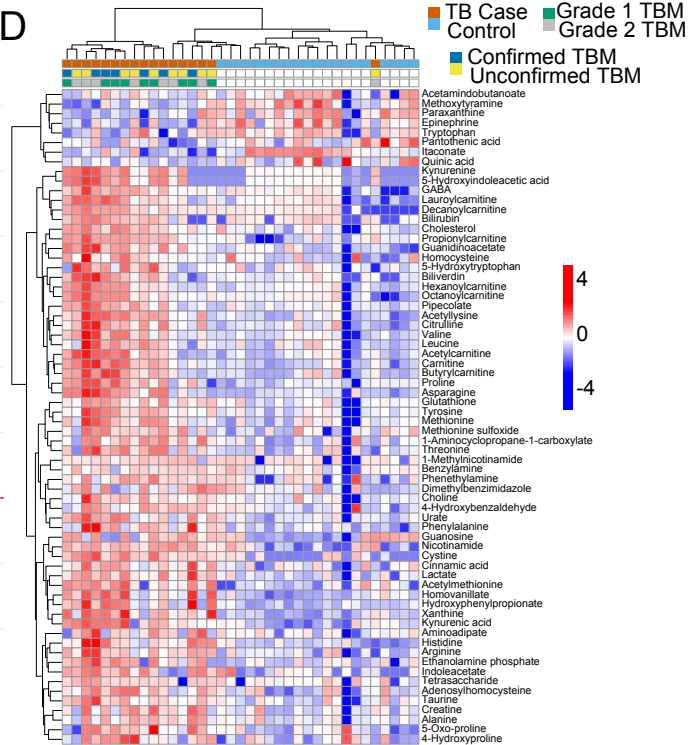 D
TB Case
Control
Grade 1 TBM
Grade 2 TBM
Confirmed TBM
Unconfirmed TBM
Acetamindobutanoate
Methoxytyramine
Paraxanthine
Epinephrine
Tryptophan
Pantothenic acid
Itaconate
Quinic acid
Kynurenine
5-Hydroxyindoleacetic acid
GABA
Lauroylcarnitine
Decanoylcarnitine
Bilirubin
Cholesterol
Propionylcarnitine
Guanidinoacetate
Homocysteine
5-Hydroxytryptophan
Biliverdin
Hexanoylcarnitine
Octanoylcarnitine
Pipecolate
Acetyllysine
Citrulline
Valine
Leucine
Acetylcarnitine
Carnitine
Butyrylcarnitine
Proline
Asparagine
Glutathione
Tyrosine
Methionine
Methionine sulfoxide
1-Aminocyclopropane-1-carboxylate
Threonine
1-Methylnicotinamide
Benzylamine
Phenethylamine
Dimethylbenzimidazole
Choline
4-Hydroxybenzaldehyde
Urate
Phenylalanine
Guanosine
Nicotinamide
Cystine
Cinnamic acid
Lactate
Acetylmethionine
Homovanillate
Hydroxyphenylpropionate
Xanthine
Kynurenic acid
Aminoadipate
Histidine
Arginine
Ethanolamine phosphate
Indoleacetate
Tetrasaccharide
Adenosylhomocysteine
Taurine
Creatine
Alanine
5-Oxo-proline
4-Hydroxyproline
4
0
-4